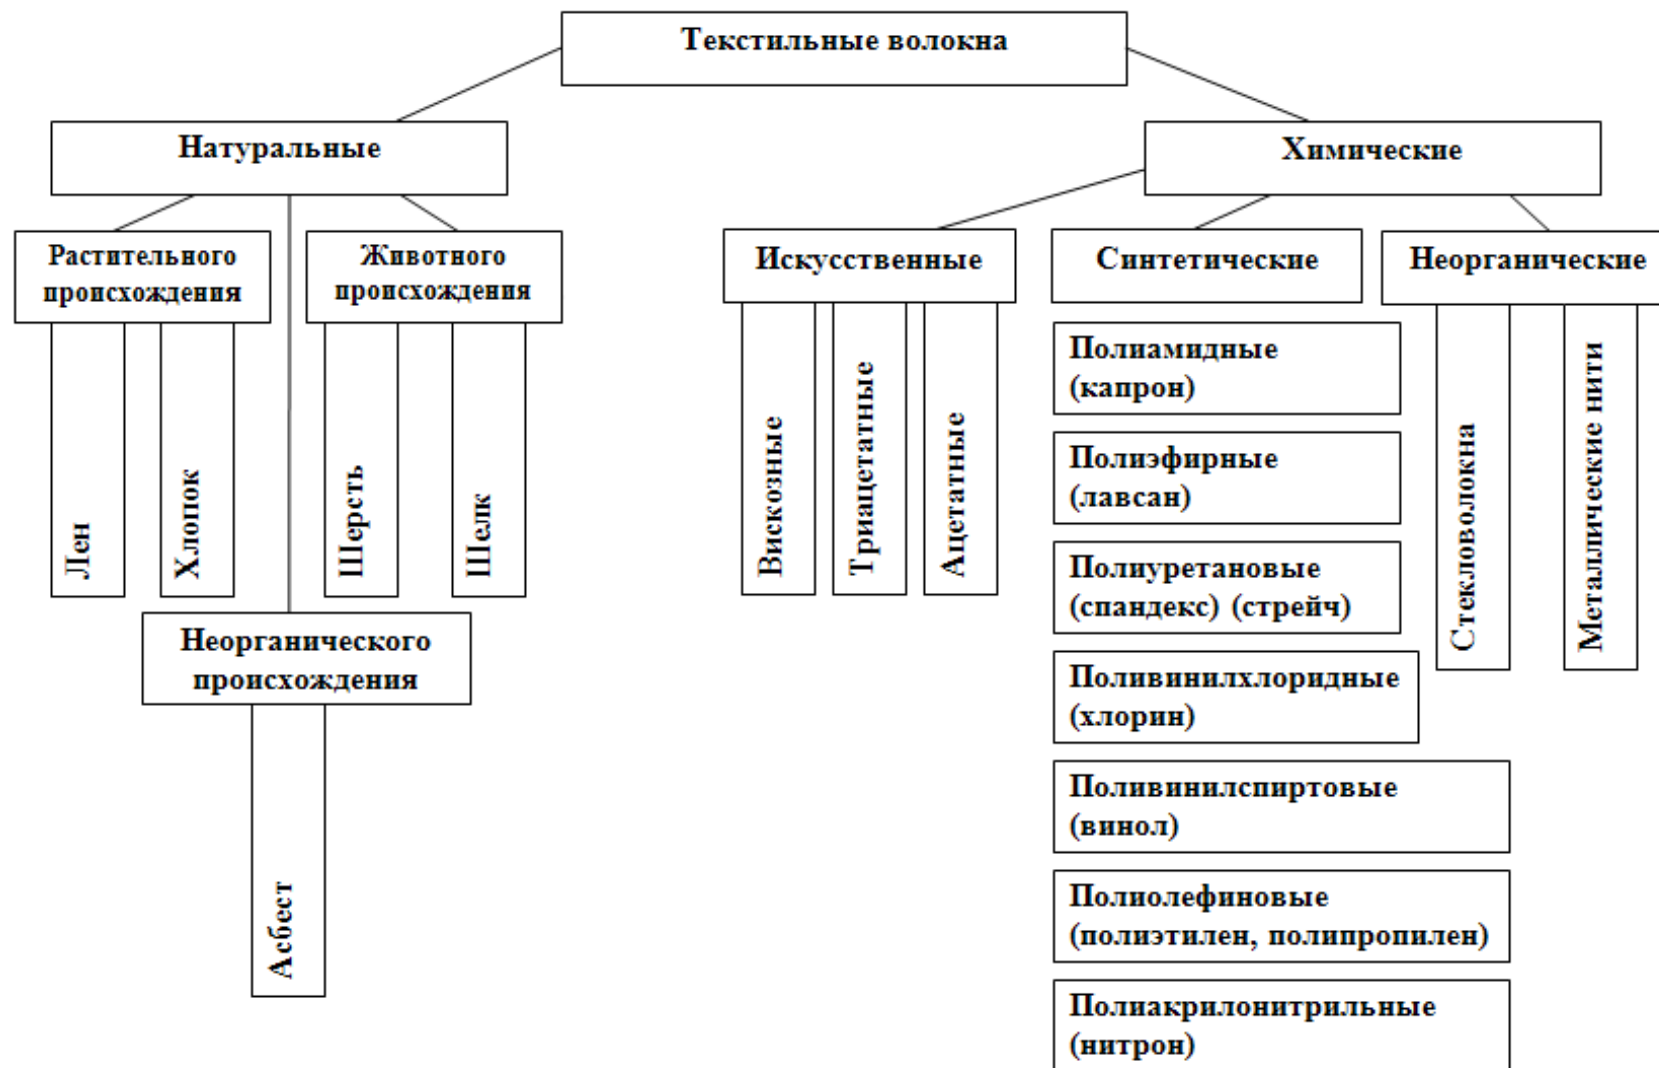 Текстильные волокна
Натуральные
Химические
Растительного
происхождения
Животного
происхождения
Искусственные
Синтетические
Неорганические
Лен
Хлопок
Шерсть
Шелк
Неорганического
происхождения
Асбест
Вискозные
Триацетатные
Ацетатные
Полиамидные
(капрон)
Полиэфирные
(лавсан)
Полиуретановые
(спандекс) (стрейч)
Поливинилхлоридные
(хлорин)
Поливинилспиртовые
(винол)
Полиолефиновые
(полиэтилен, полипропилен)
Полиакрилонитрильные
(нитрон)
Стекловолокна
Металлические нити